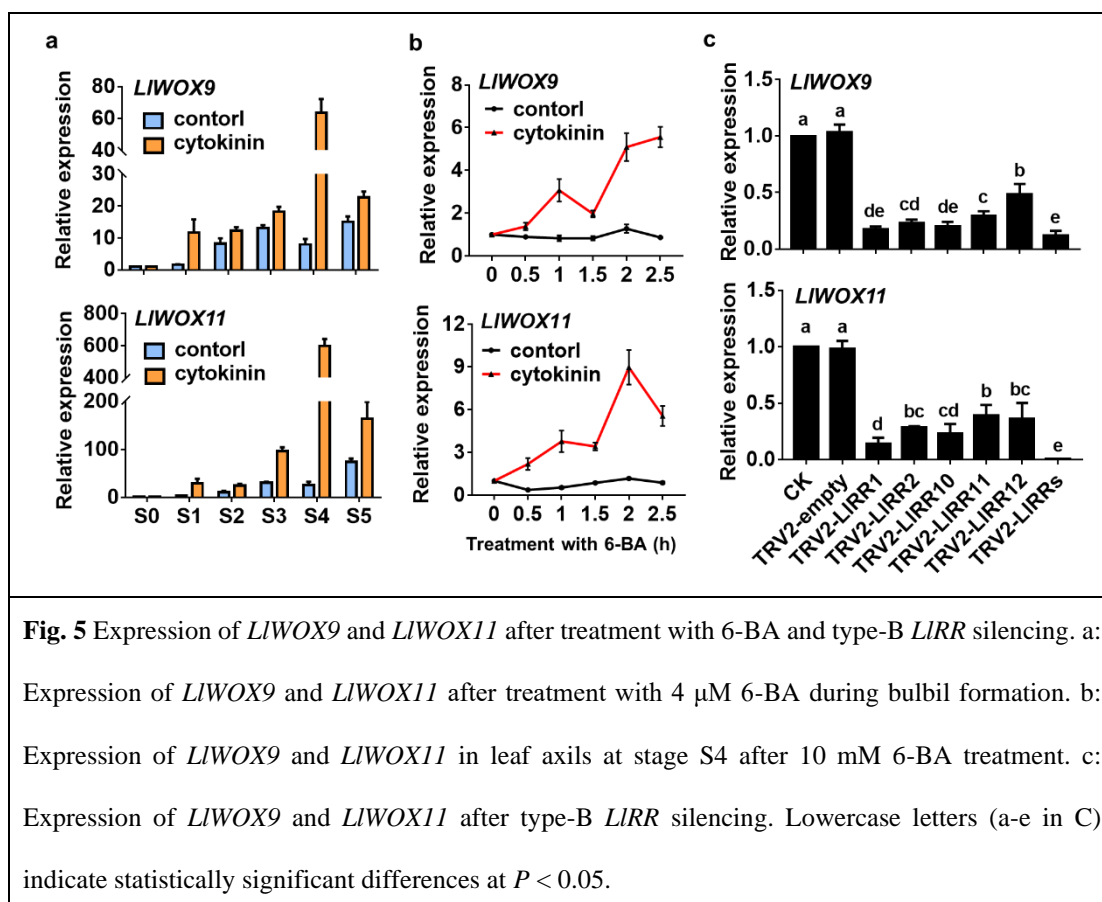 a
LlWOX9
contorl
cytokinin
Relative expression
80
60
40
30
20
10
0
LlWOX11
contorl
cytokinin
Relative expression
800
600
400
200
100
0
S0 S1 S2 S3 S4 S5
b
LlWOX9
contorl
cytokinin
Relative expression
8
6
4
2
0
0 0.5 1 1.5 2 2.5
LlWOX11
contorl
cytokinin
Relative expression
12
9
6
3
0
0 0.5 1 1.5 2 2.5
Treatment with 6-BA (h)
c
LlWOX9
Relative expression
1.5
1.0
0.5
0.0
a a de cd de c b e
LlWOX11
Relative expression
1.5
1.0
0.5
0.0
a a d bc cd b bc e
CK
TRV2-empty
TRV2-LlRR1
TRV2-LlRR2
TRV2-LlRR10
TRV2-LlRR11
TRV2-LlRR12
TRV2-LlRRs
Fig. 5 Expression of LlWOX9 and LlWOX11 after treatment with 6-BA and type-B LlRR silencing. a:
Expression of LlWOX9 and LlWOX11 after treatment with 4 μM 6-BA during bulbil formation. b:
Expression of LlWOX9 and LlWOX11 in leaf axils at stage S4 after 10 mM 6-BA treatment. c:
Expression of LlWOX9 and LlWOX11 after type-B LlRR silencing. Lowercase letters (a-e in C)
indicate statistically significant differences at P < 0.05.